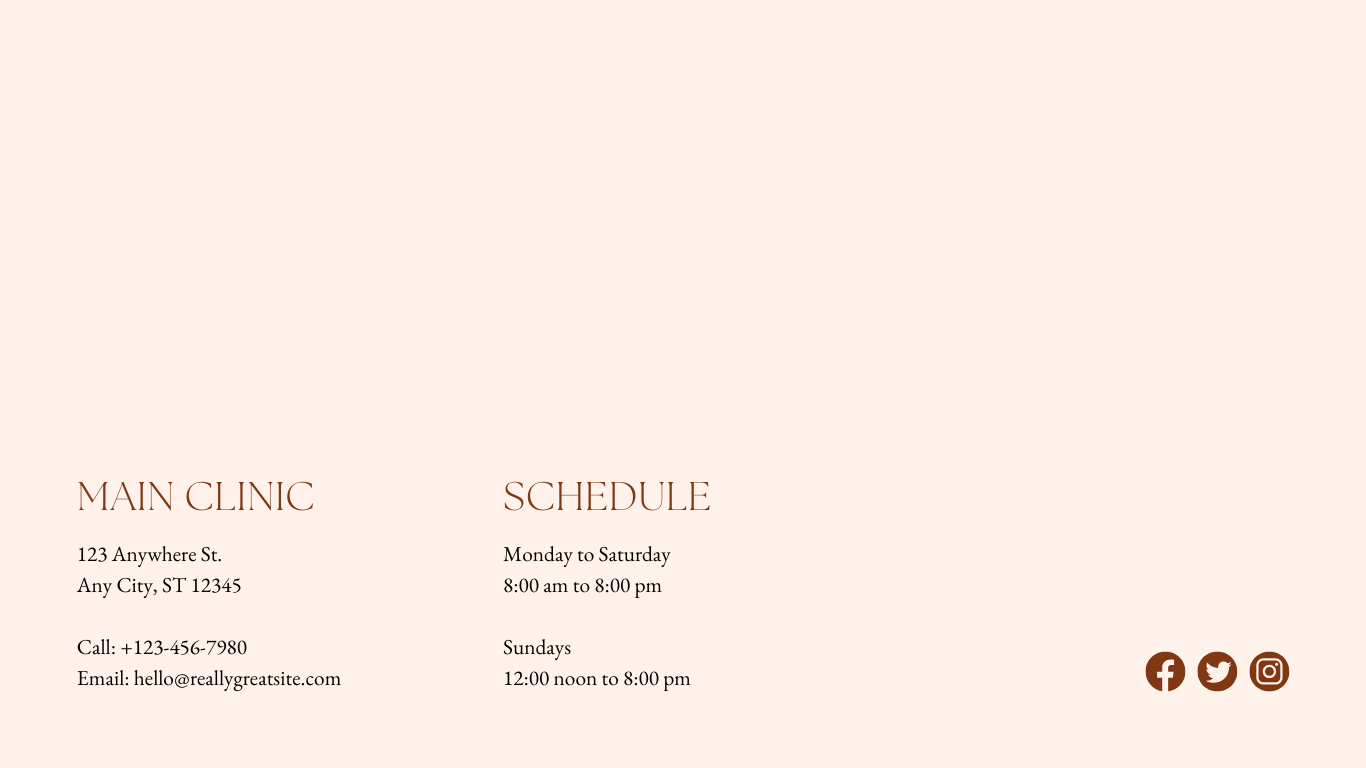 MAIN CLINIC
123 Anywhere St.
Any City, ST 12345
Call: +123-456-7980
Email: hello@reallygreatsite.com
SCHEDULE
Monday to Saturday
8:00 am to 8:00 pm
Sundays
12:00 noon to 8:00 pm